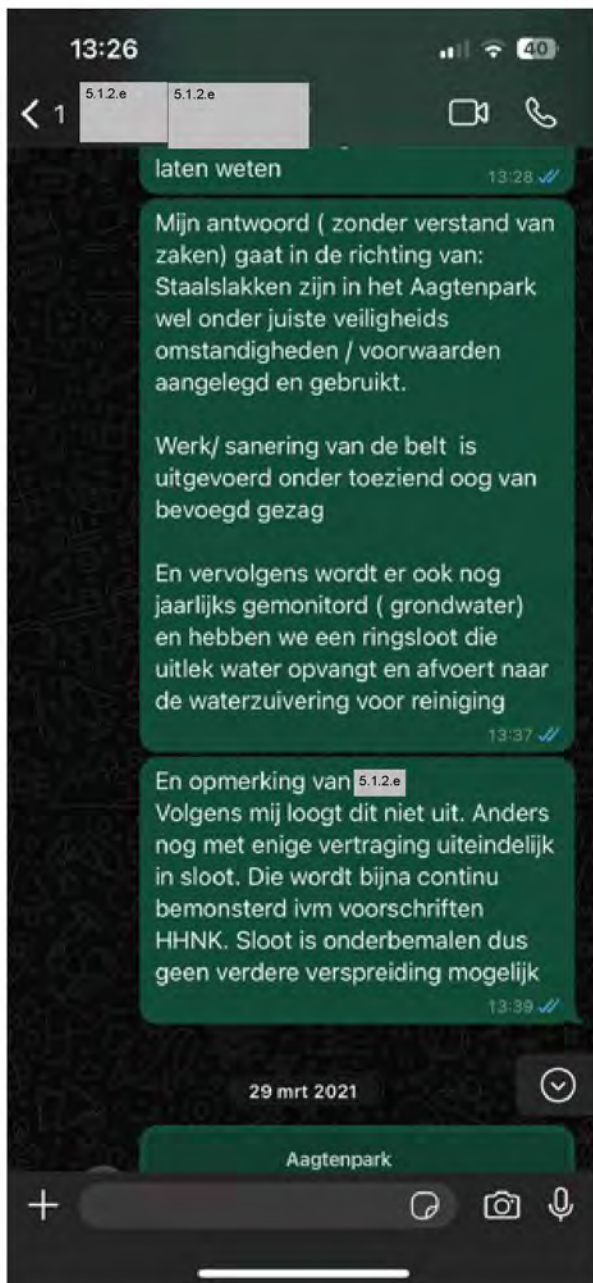 13:26
40
1
5.1.2.e
5.1.2.e
laten weten
13:28
Mijn antwoord ( zonder verstand van
zaken) gaat in de richting van:
Staalslakken zijn in het Aagtenpark
wel onder juiste veiligheids
omstandigheden / voorwaarden
aangelegd en gebruikt.
Werk/ sanering van de belt is
uitgevoerd onder toeziend oog van
bevoegd gezag
En vervolgens wordt er ook nog
jaarlijks gemonitord ( grondwater)
en hebben we een ringsloot die
uitlek water opvangt en afvoert naar
de waterzuivering voor reiniging
13:37
En opmerking van 5.1.2.e
Volgens mij loogt dit niet uit. Anders
nog met enige vertraging uiteindelijk
in sloot. Die wordt bijna continu
bemonsterd ivm voorschriften
HHNK. Sloot is onderbemalen dus
geen verdere verspreiding mogelijk
13:39
29 mrt 2021
Aagtenpark